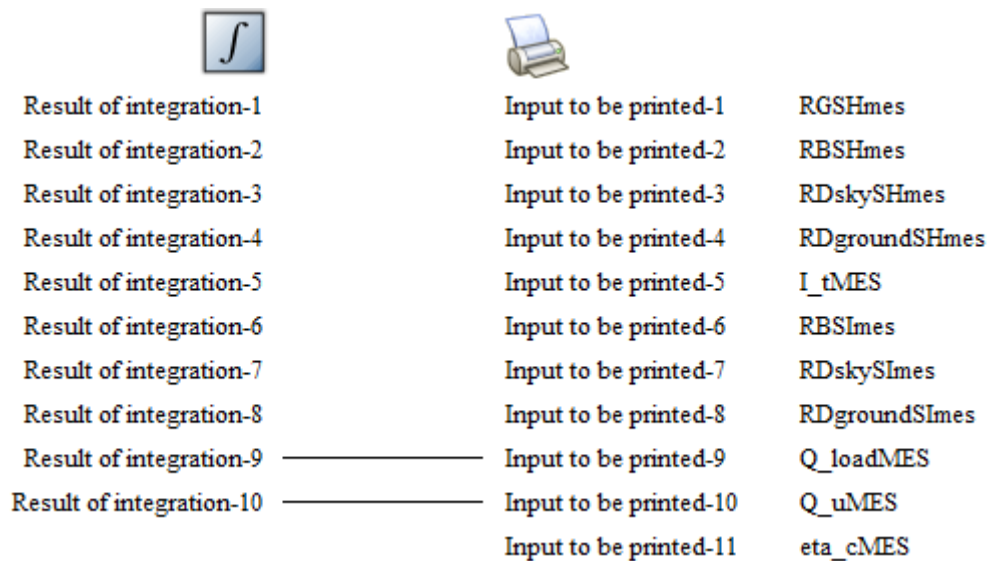 ∫
Result of integration-1 Input to be printed-1 RGSHmes
Result of integration-2 Input to be printed-2 RBSHmes
Result of integration-3 Input to be printed-3 RDskySHmes
Result of integration-4 Input to be printed-4 RDgroundSHmes
Result of integration-5 Input to be printed-5 I_tMES
Result of integration-6 Input to be printed-6 RBSImes
Result of integration-7 Input to be printed-7 RDskySImes
Result of integration-8 Input to be printed-8 RDgroundSImes
Result of integration-9 Input to be printed-9 Q_loadMES
Result of integration-10 Input to be printed-10 Q_uMES
Input to be printed-11 eta_cMES